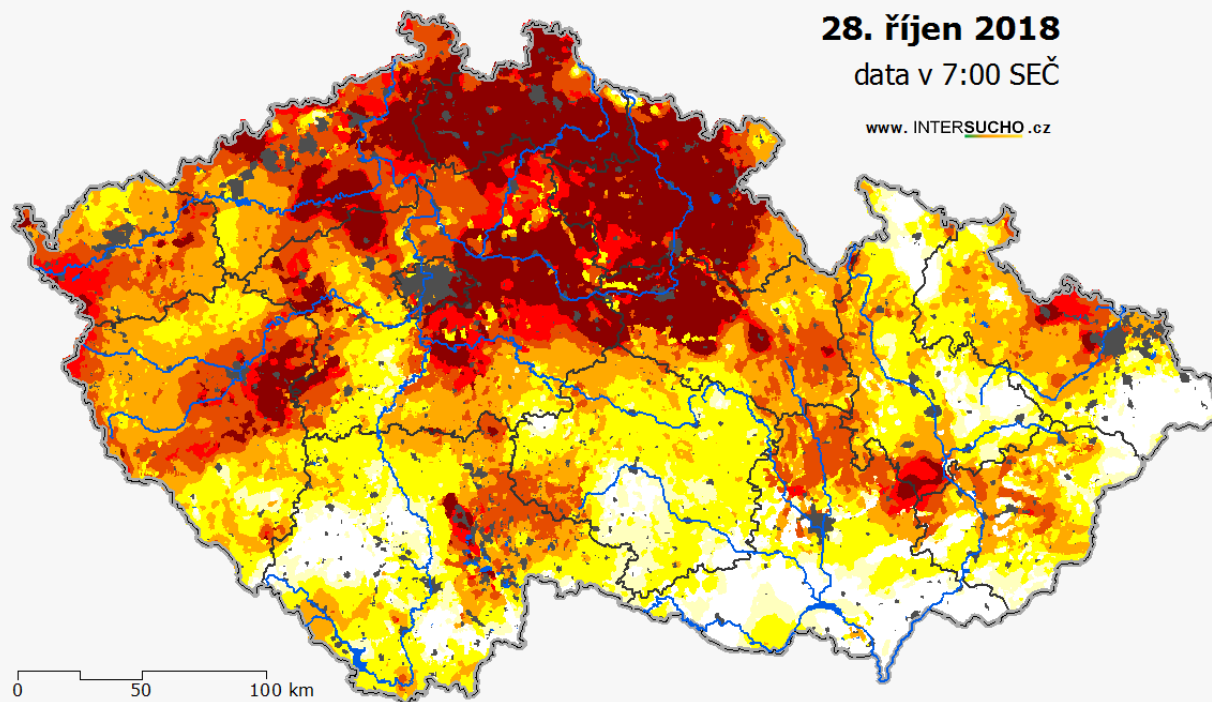 28. říjen 2018
data v 7:00 SEČ
www. INTERSUCHO .cz
0 50 100 km